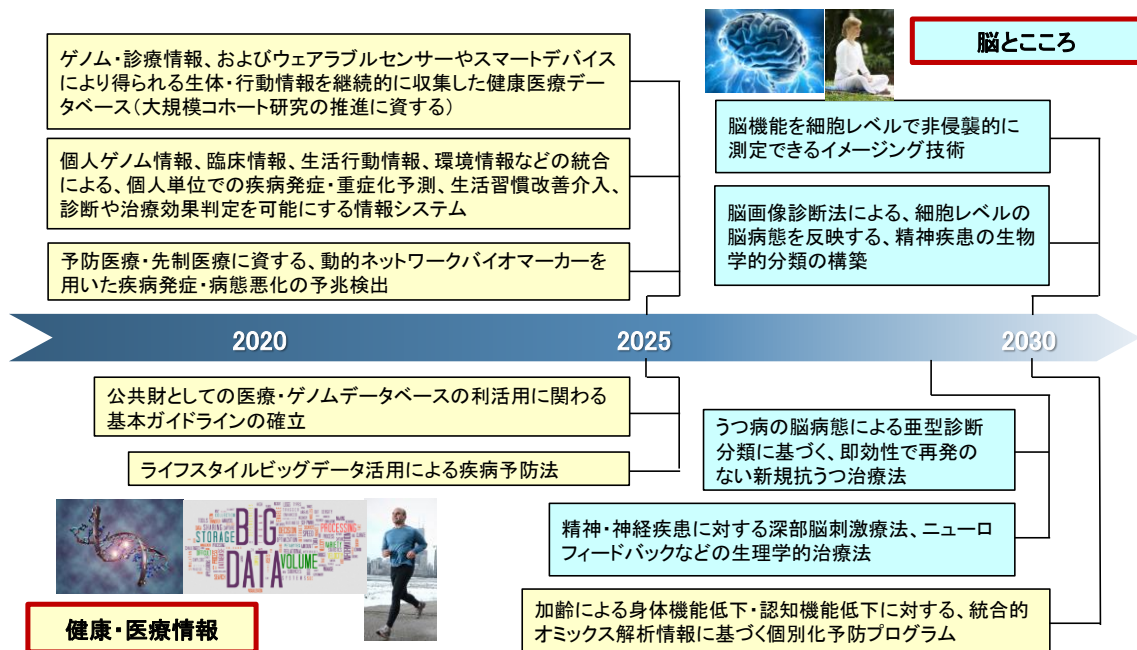 脳とこころ
ゲノム・診療情報、およびウェアラブルセンサーやスマートデバイス
により得られる生体・行動情報を継続的に収集した健康医療デー
タベース(大規模コホート研究の推進に資する)
個人ゲノム情報、臨床情報、生活行動情報、環境情報などの統合
による、個人単位での疾病発症・重症化予測、生活習慣改善介入、
診断や治療効果判定を可能にする情報システム
予防医療・先制医療に資する、動的ネットワークバイオマーカーを
用いた疾病発症・病態悪化の予兆検出
脳機能を細胞レベルで非侵襲的に
測定できるイメージング技術
脳画像診断法による、細胞レベルの
脳病態を反映する、精神疾患の生物
学的分類の構築
2020 2025 2030
公共財としての医療・ゲノムデータベースの利活用に関わる
基本ガイドラインの確立
ライフスタイルビッグデータ活用による疾病予防法
うつ病の脳病態による亜型診断
分類に基づく、即効性で再発の
ない新規抗うつ治療法
精神・神経疾患に対する深部脳刺激療法、ニューロ
フィードバックなどの生理学的治療法
加齢による身体機能低下・認知機能低下に対する、統合的
オミックス解析情報に基づく個別化予防プログラム
BIG
DATA
STORAGE
PROCESSING
VOLUME
健康・医療情報